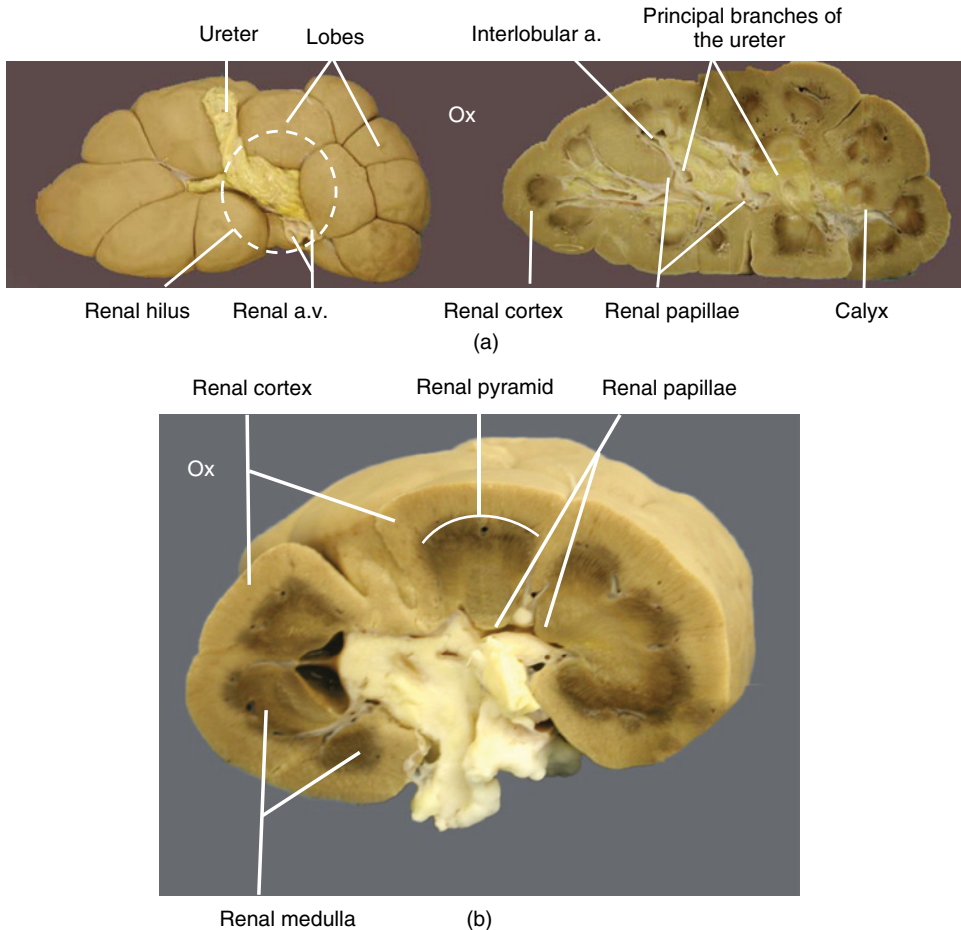 Ureter
Lobes
Interlobular a.
Principal branches of
the ureter
Ox
Renal hilus
Renal a.v.
Renal cortex
Renal papillae
Calyx
(a)
Renal cortex
Renal pyramid
Renal papillae
Ox
Renal medulla
(b)